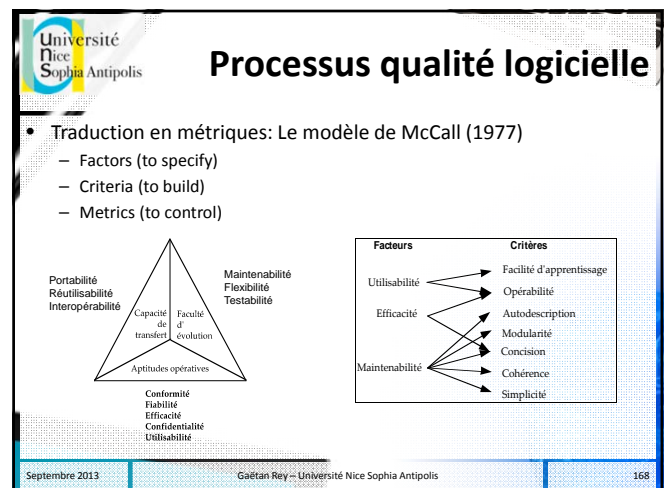 Université
Nice
Sophia Antipolis
Processus qualité logicielle
• Traduction en métriques: Le modèle de McCall (1977)
– Factors (to specify)
– Criteria (to build)
– Metrics (to control)
Portabilité
Réutilisabilité
Interopérabilité
Capacité
de
transfert
Faculté
d'
évolution
Aptitudes opératives
Maintenabilité
Flexibilité
Testabilité
Conformité
Fiabilité
Efficacité
Confidentialité
Utilisabilité
Facteurs
Critères
Utilisabilité
Efficacité
Maintenabilité
Facilité d'apprentissage
Opérabilité
Autodescription
Modularité
Concision
Cohérence
Simplicité
Septembre 2013
Gaëtan Rey – Université Nice Sophia Antipolis
168